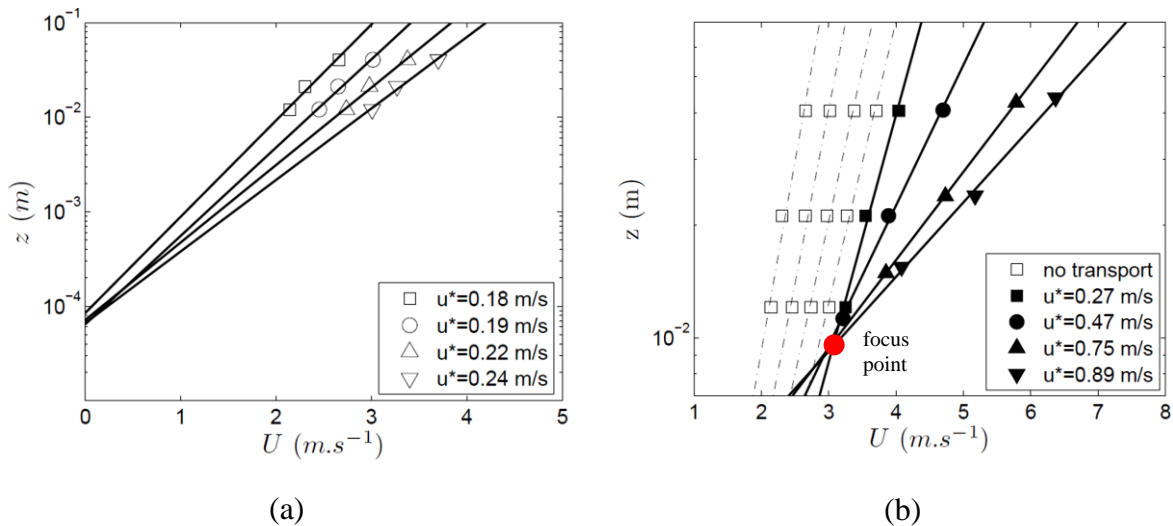 10⁻¹
10⁻²
10⁻³
10⁻⁴
z (m)
0 1 2 3 4 5
U (m.s⁻¹)
u*=0.18 m/s
u*=0.19 m/s
u*=0.22 m/s
u*=0.24 m/s
(a)
z (m)
10⁻²
1 2 3 4 5 6 7 8
U (m.s⁻¹)
focus
point
no transport
u*=0.27 m/s
u*=0.47 m/s
u*=0.75 m/s
u*=0.89 m/s
(b)